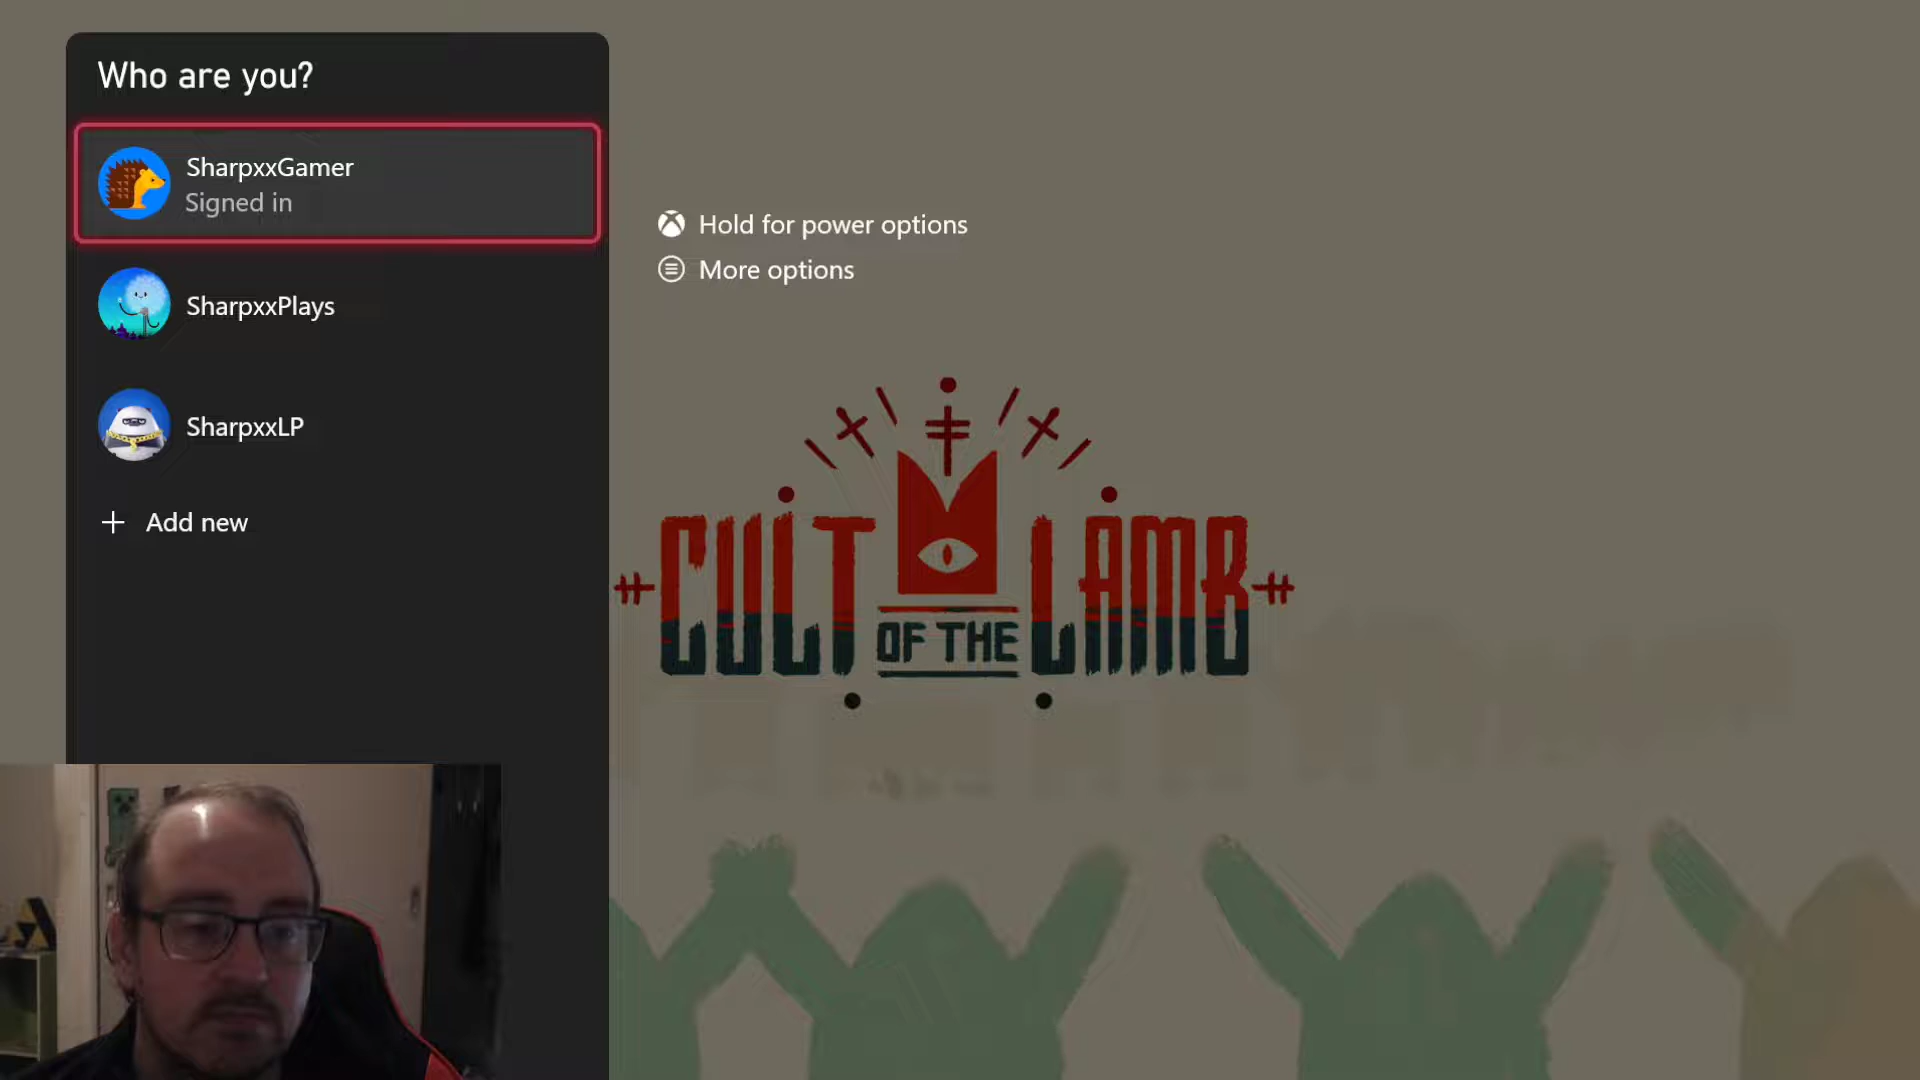 Who are you?
SharpxxGamer
Signed in
SharpxxPlays
SharpxxLP
Add new
Hold for power options
More options
CULT OF THE LAMB